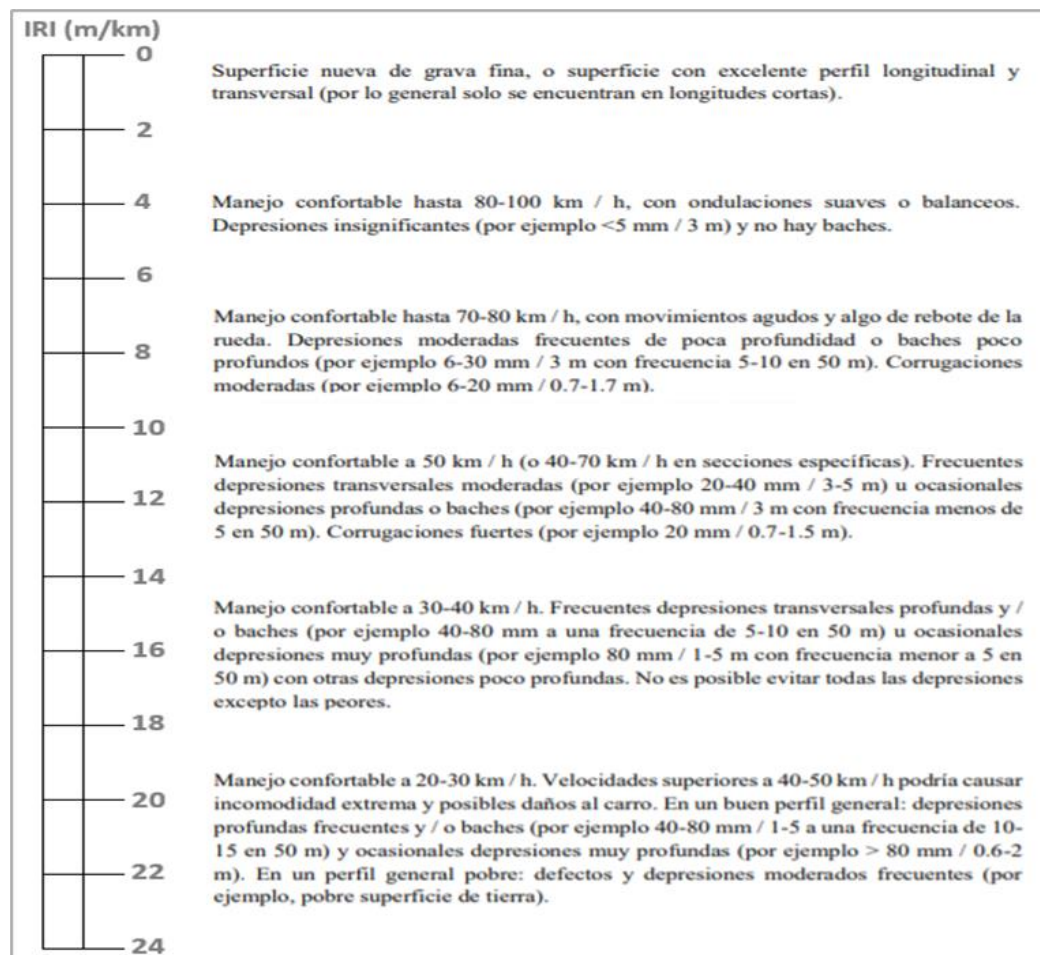 IRI (m/km)
0
Superficie nueva de grava fina, o superficie con excelente perfil longitudinal y
transversal (por lo general solo se encuentran en longitudes cortas).
2
4
Manejo confortable hasta 80-100 km / h, con ondulaciones suaves o balanceos.
Depresiones insignificantes (por ejemplo <5 mm / 3 m) y no hay baches.
6
Manejo confortable hasta 70-80 km / h, con movimientos agudos y algo de rebote de la
rueda. Depresiones moderadas frecuentes de poca profundidad o baches poco
8
profundos (por ejemplo 6-30 mm / 3 m con frecuencia 5-10 en 50 m). Corrugaciones
moderadas (por ejemplo 6-20 mm / 0.7-1.7 m).
10
Manejo confortable a 50 km / h (o 40-70 km / h en secciones específicas). Frecuentes
depresiones transversales moderadas (por ejemplo 20-40 mm / 3-5 m) u ocasionales
12
depresiones profundas o baches (por ejemplo 40-80 mm / 3 m con frecuencia menos de
5 en 50 m). Corrugaciones fuertes (por ejemplo 20 mm / 0.7-1.5 m).
14
Manejo confortable a 30-40 km / h. Frecuentes depresiones transversales profundas y /
o baches (por ejemplo 40-80 mm a una frecuencia de 5-10 en 50 m) u ocasionales
16
depresiones muy profundas (por ejemplo 80 mm / 1-5 m con frecuencia menor a 5 en
50 m) con otras depresiones poco profundas. No es posible evitar todas las depresiones
excepto las peores.
18
Manejo confortable a 20-30 km / h. Velocidades superiores a 40-50 km / h podría causar
20
incomodidad extrema y posibles daños al carro. En un buen perfil general: depresiones
profundas frecuentes y / o baches (por ejemplo 40-80 mm / 1-5 a una frecuencia de 10-
15 en 50 m) y ocasionales depresiones muy profundas (por ejemplo > 80 mm / 0.6-2
22
m). En un perfil general pobre: defectos y depresiones moderados frecuentes (por
ejemplo, pobre superficie de tierra).
24